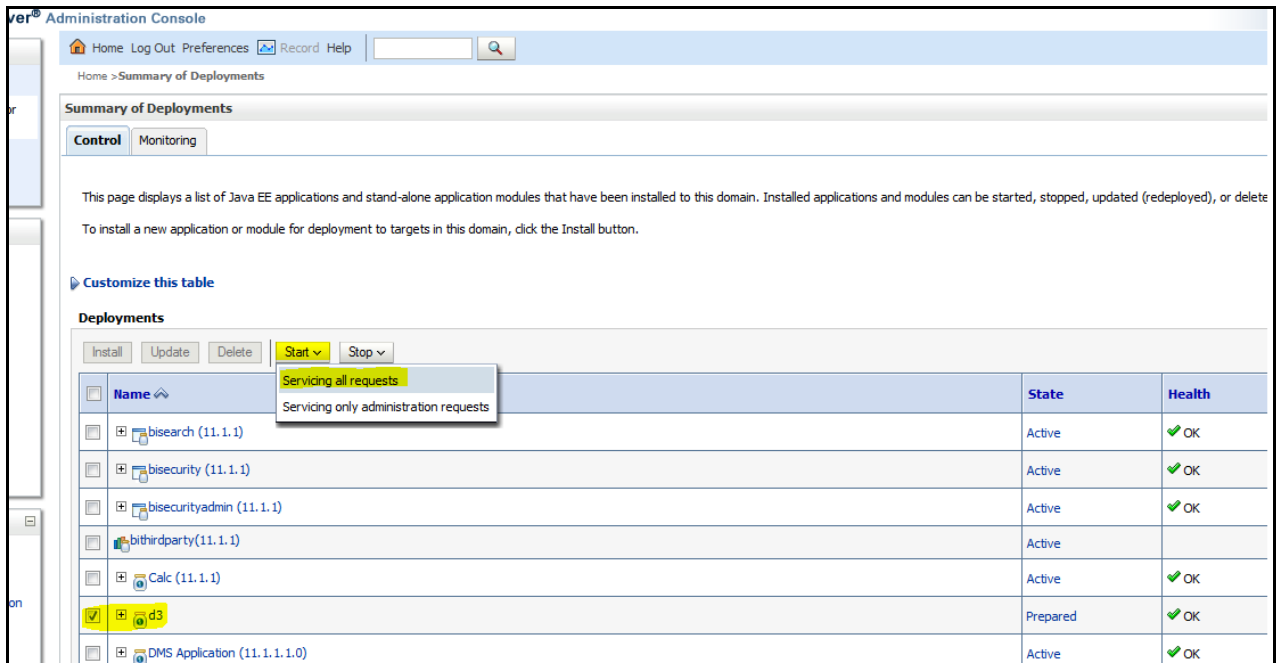 ver® Administration Console
Home Log Out Preferences Record Help
Home >Summary of Deployments
or
Summary of Deployments
Control Monitoring
This page displays a list of Java EE applications and stand-alone application modules that have been installed to this domain. Installed applications and modules can be started, stopped, updated (redeployed), or delete
To install a new application or module for deployment to targets in this domain, click the Install button.
Customize this table
Deployments
Install Update Delete Start Stop
Servicing all requests
Servicing only administration requests
Name State Health
bisearch (11.1.1) Active OK
bisecurity (11.1.1) Active OK
bisecurityadmin (11.1.1) Active OK
bithirdparty(11.1.1) Active
Calc (11.1.1) Active OK
on
d3 Prepared OK
DMS Application (11.1.1.1.0) Active OK